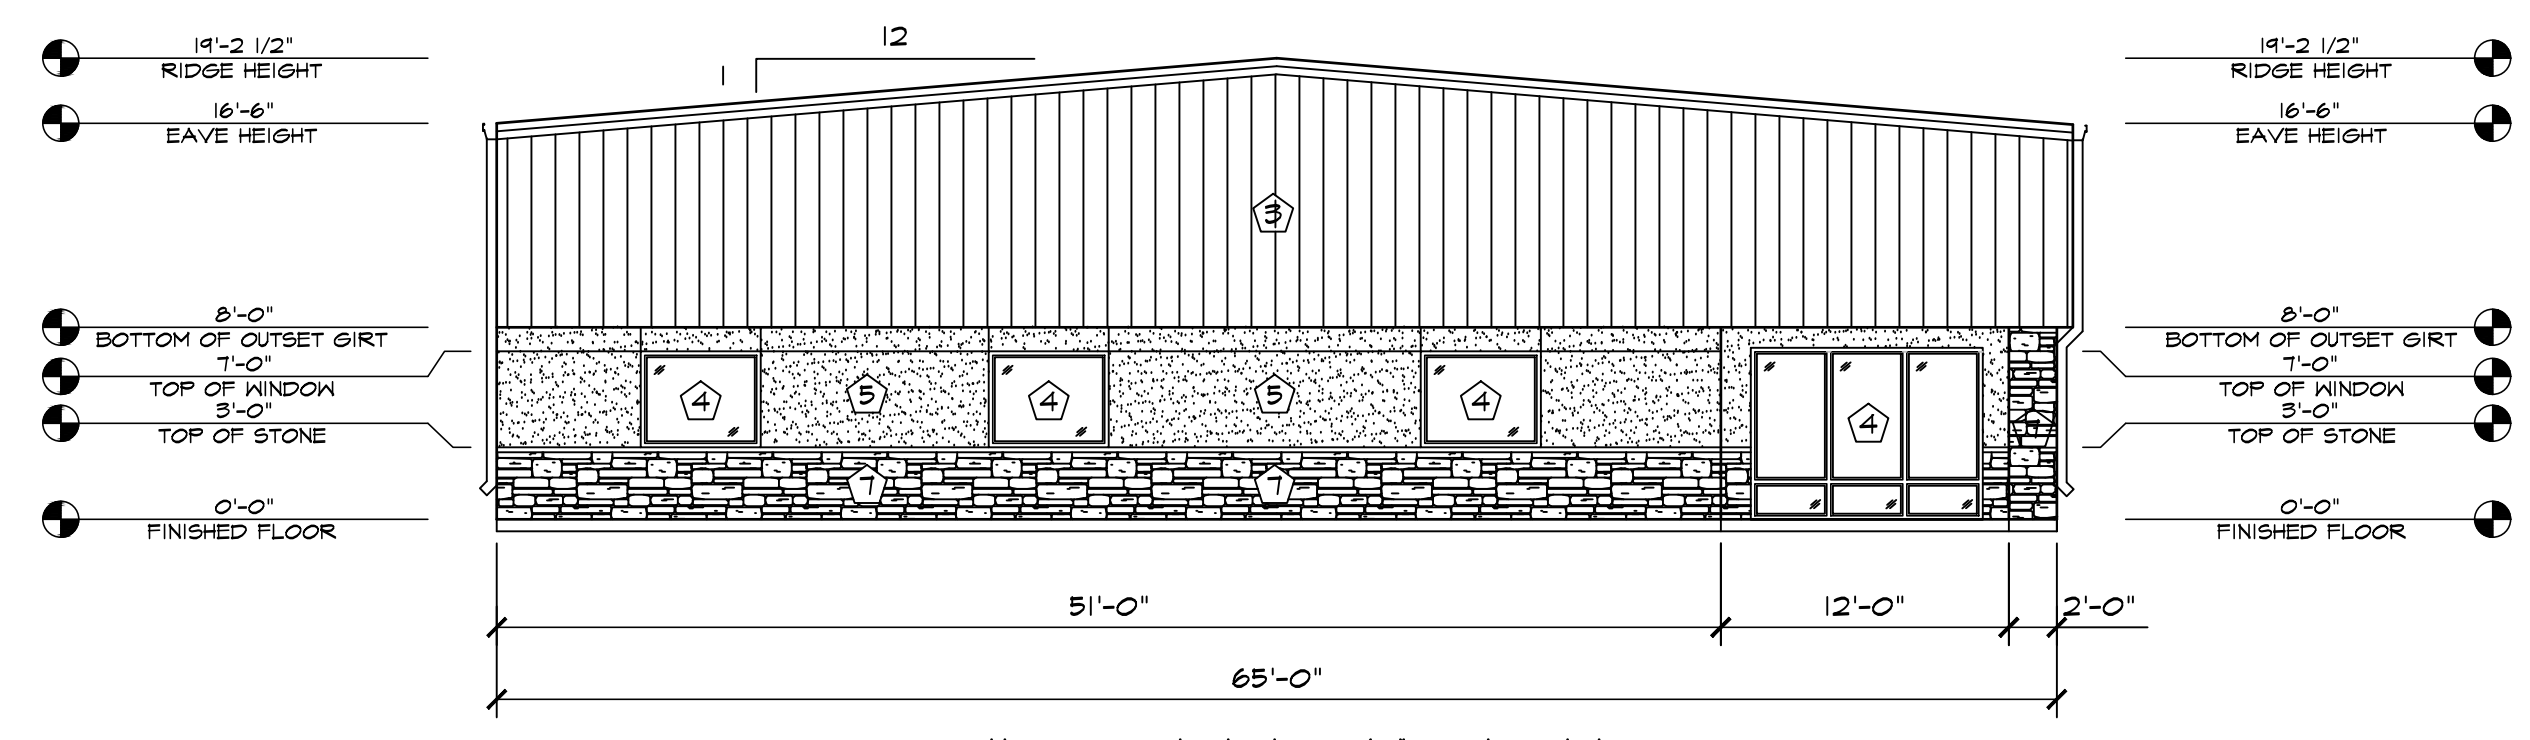 19'-2 1/2"
RIDGE HEIGHT
16'-6"
EAVE HEIGHT
8'-0"
BOTTOM OF OUTSET GIRT
7'-0"
TOP OF WINDOW
3'-0"
TOP OF STONE
0'-0"
FINISHED FLOOR
12
1
3
4
5
4
5
4
4
7
7
7
19'-2 1/2"
RIDGE HEIGHT
16'-6"
EAVE HEIGHT
8'-0"
BOTTOM OF OUTSET GIRT
7'-0"
TOP OF WINDOW
3'-0"
TOP OF STONE
0'-0"
FINISHED FLOOR
51'-0"
12'-0"
2'-0"
65'-0"